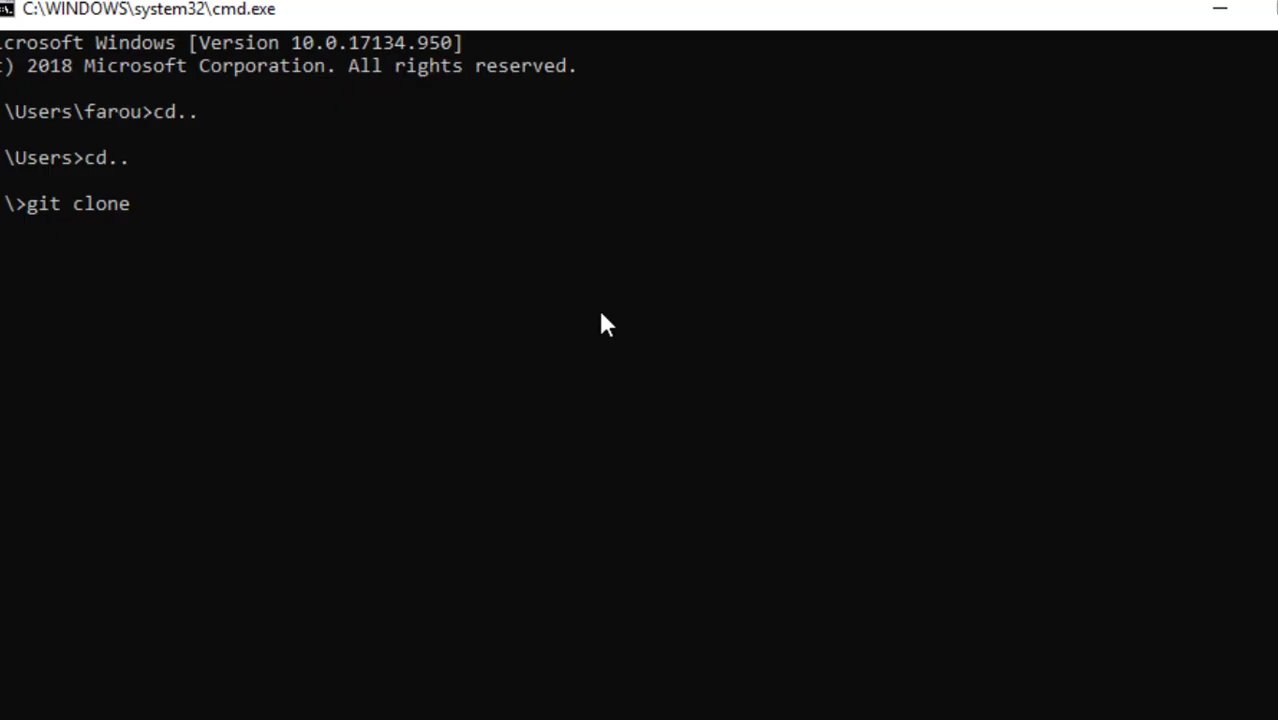 C:\WINDOWS\system32\cmd.exe
icrosoft Windows [Version 10.0.17134.950]
c) 2018 Microsoft Corporation. All rights reserved.
\Users\farou>cd..
\Users>cd..
\>git clone